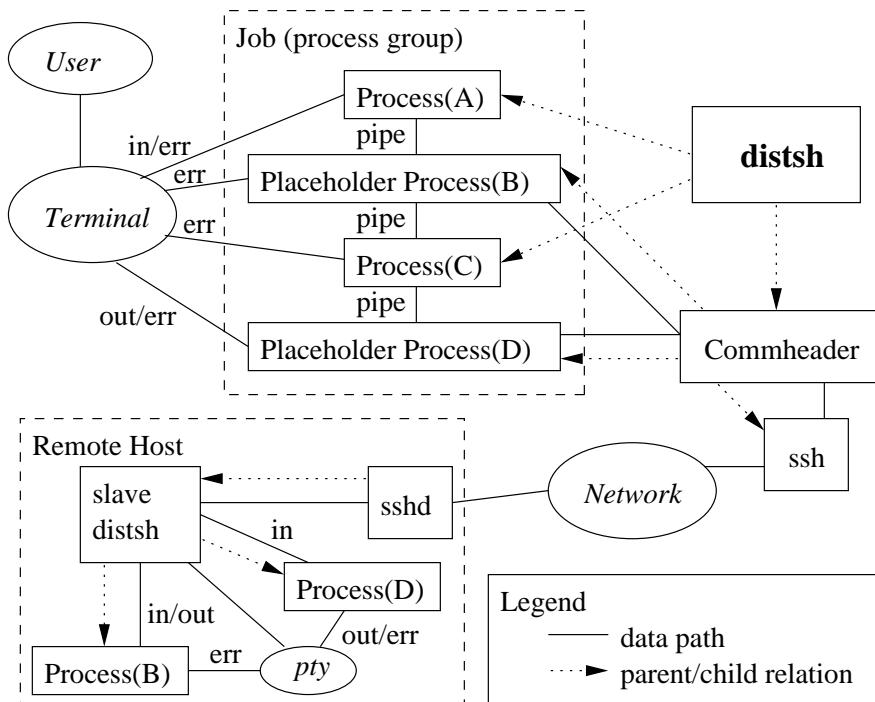 Job (process group)
User
Process(A)
pipe
in/err
distsh
err
Placeholder Process(B)
Terminal
pipe
err
Process(C)
pipe
out/err
Placeholder Process(D)
Commheader
Remote Host
ssh
slave
distsh
sshd
Network
in
Process(D)
in/out
out/err
Process(B)
err
pty
Legend
data path
parent/child relation